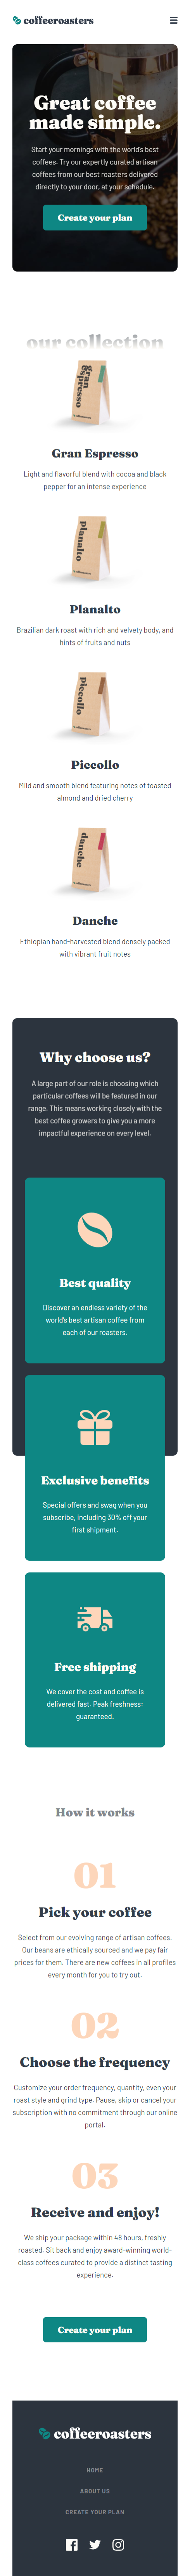 coffeeroasters
Great coffee
made simple.
Start your mornings with the world's best
coffees. Try our expertly curated artisan
coffees from our best roasters delivered
directly to your door, at your schedule.
Create your plan
our collection
gran
espresso
Gran Espresso
Light and flavorful blend with cocoa and black
pepper for an intense experience
planalto
Planalto
Brazilian dark roast with rich and velvety body, and
hints of fruits and nuts
piccollo
Piccollo
Mild and smooth blend featuring notes of toasted
almond and dried cherry
danche
Danche
Ethiopian hand-harvested blend densely packed
with vibrant fruit notes
Why choose us?
A large part of our role is choosing which
particular coffees will be featured in our
range. This means working closely with the
best coffee growers to give you a more
impactful experience on every level.
Best quality
Discover an endless variety of the
world's best artisan coffee from
each of our roasters.
Exclusive benefits
Special offers and swag when you
subscribe, including 30% off your
first shipment.
Free shipping
We cover the cost and coffee is
delivered fast. Peak freshness:
guaranteed.
How it works
01
Pick your coffee
Select from our evolving range of artisan coffees.
Our beans are ethically sourced and we pay fair
prices for them. There are new coffees in all profiles
every month for you to try out.
02
Choose the frequency
Customize your order frequency, quantity, even your
roast style and grind type. Pause, skip or cancel your
subscription with no commitment through our online
portal.
03
Receive and enjoy!
We ship your package within 48 hours, freshly
roasted. Sit back and enjoy award-winning world-
class coffees curated to provide a distinct tasting
experience.
Create your plan
coffeeroasters
HOME
ABOUT US
CREATE YOUR PLAN